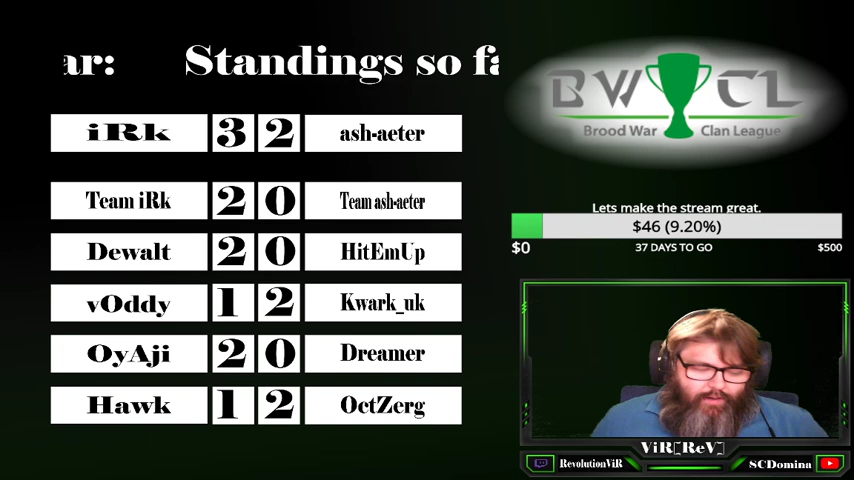 ar: Standings so fa
iRk 3 2 ash-aeter
Team iRk 2 0 Team ash-aeter
Dewalt 2 0 HitEmUp
vOddy 1 2 Kwark_uk
OyAji 2 0 Dreamer
Hawk 1 2 OctZerg
BW CL
Brood War Clan League
Lets make the stream great.
$46 (9.20%)
$0 37 DAYS TO GO $500
ViR[ReV]
RevolutionViR SCDomina